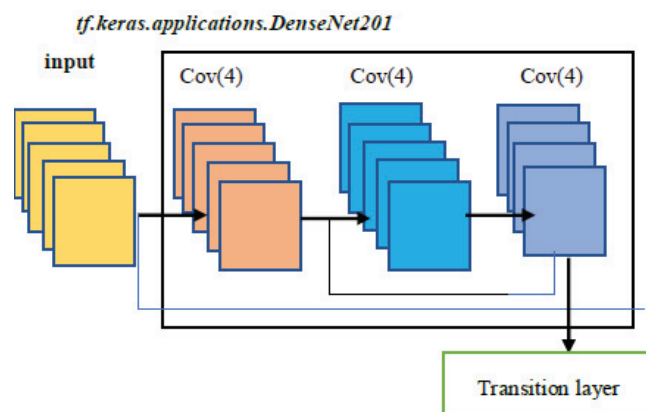 tf.keras.applications.DenseNet201
input
Cov(4) Cov(4) Cov(4)
Transition layer